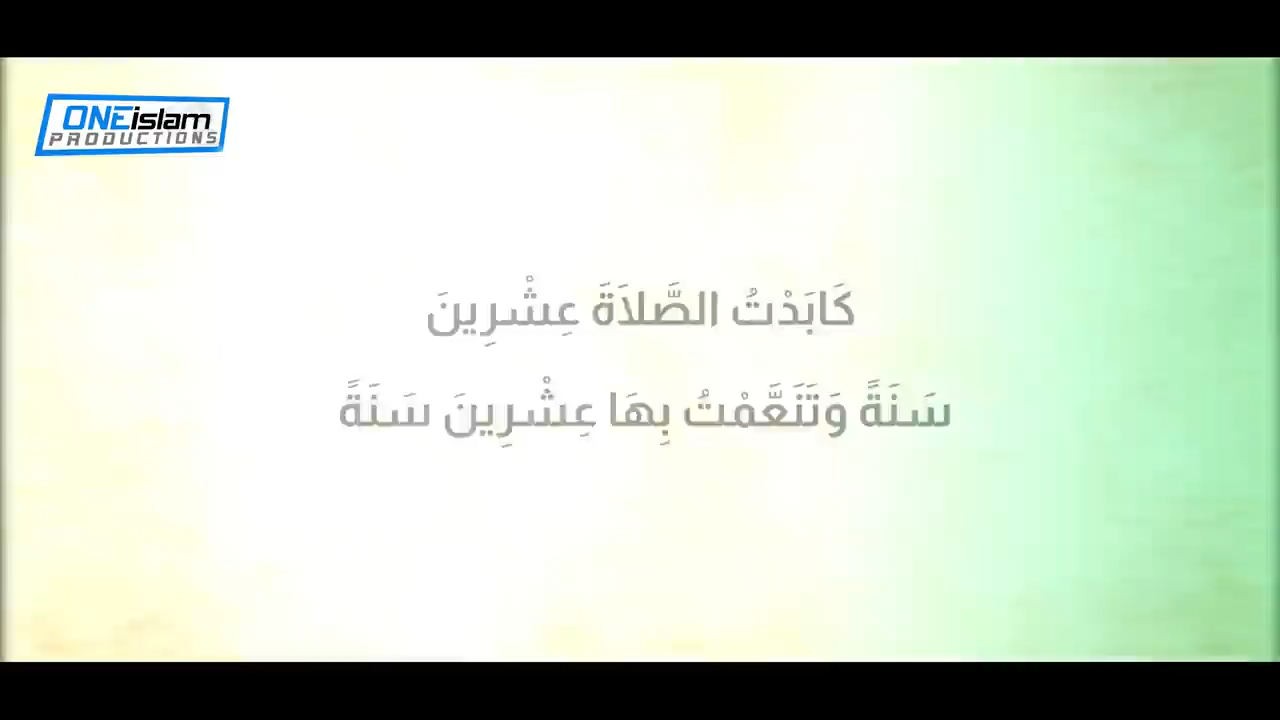 ONEislam
PRODUCTIONS
كَابَدْتُ الصَّلاَةَ عِشْرِينَ
سَنَةً وَتَنَعَّمْتُ بِهَا عِشْرِينَ سَنَةً